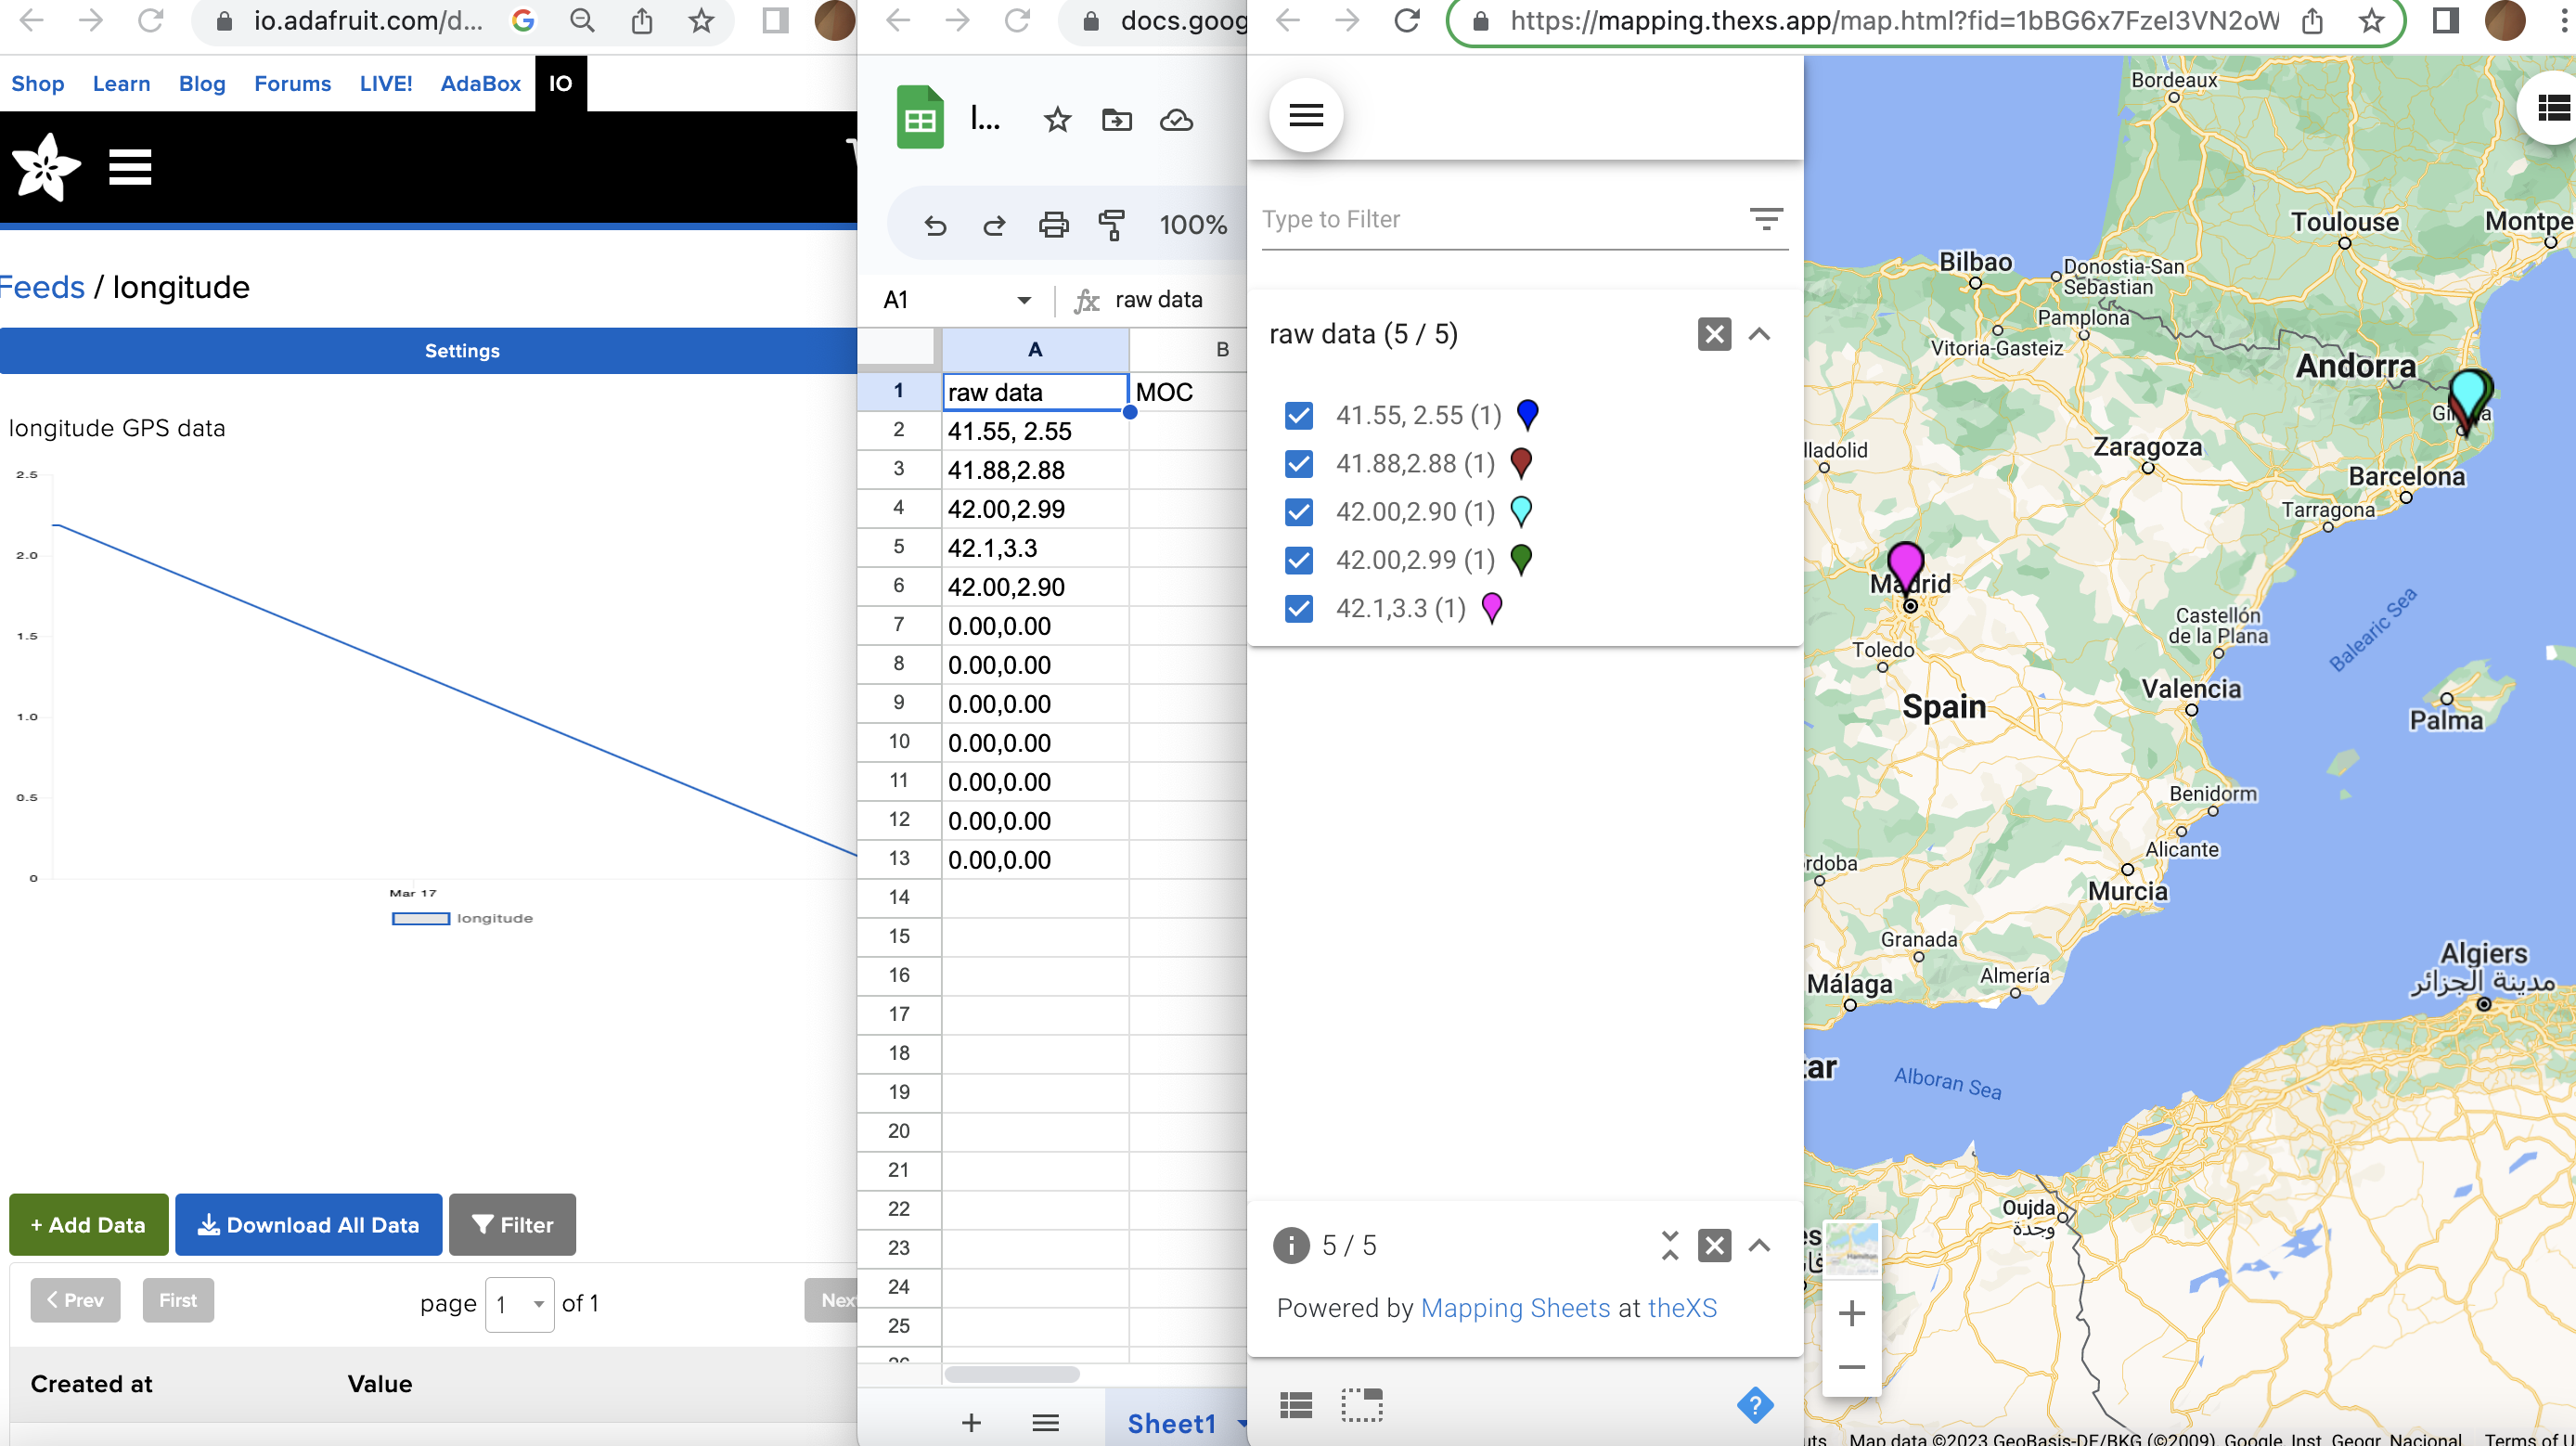 io.adafruit.com/d...
Shop Learn Blog Forums LIVE! AdaBox IO
Feeds / longitude
Settings
longitude GPS data
2.5
2.0
1.5
1.0
0.5
0
Mar 17
longitude
+ Add Data Download All Data Filter
Prev First page 1 of 1 Next
Created at Value
docs.goog
l...
100%
A1 fx raw data
A B
1 raw data MOC
2 41.55, 2.55
3 41.88,2.88
4 42.00,2.99
5 42.1,3.3
6 42.00,2.90
7 0.00,0.00
8 0.00,0.00
9 0.00,0.00
10 0.00,0.00
11 0.00,0.00
12 0.00,0.00
13 0.00,0.00
14
15
16
17
18
19
20
21
22
23
24
25
26
Sheet1
https://mapping.thexs.app/map.html?fid=1bBG6x7FzeI3VN2oW
Type to Filter
raw data (5 / 5)
41.55, 2.55 (1)
41.88,2.88 (1)
42.00,2.90 (1)
42.00,2.99 (1)
42.1,3.3 (1)
5 / 5
Powered by Mapping Sheets at theXS
Bordeaux
Toulouse
Montpe
Bilbao
Donostia-San
Sebastian
Pamplona
Vitoria-Gasteiz
Andorra
lladolid
Zaragoza
Barcelona
Tarragona
Madrid
Castellón
de la Plana
Toledo
Balearic Sea
Valencia
Spain
Palma
Benidorm
Alicante
rdoba
Murcia
Granada
Almería
Málaga
Algiers
مدينة الجزائر
tar
Alboran Sea
Oujda
وجدة
es
uts Map data ©2023 GeoBasis-DE/BKG (©2009), Google, Inst. Geogr. Nacional Terms of U